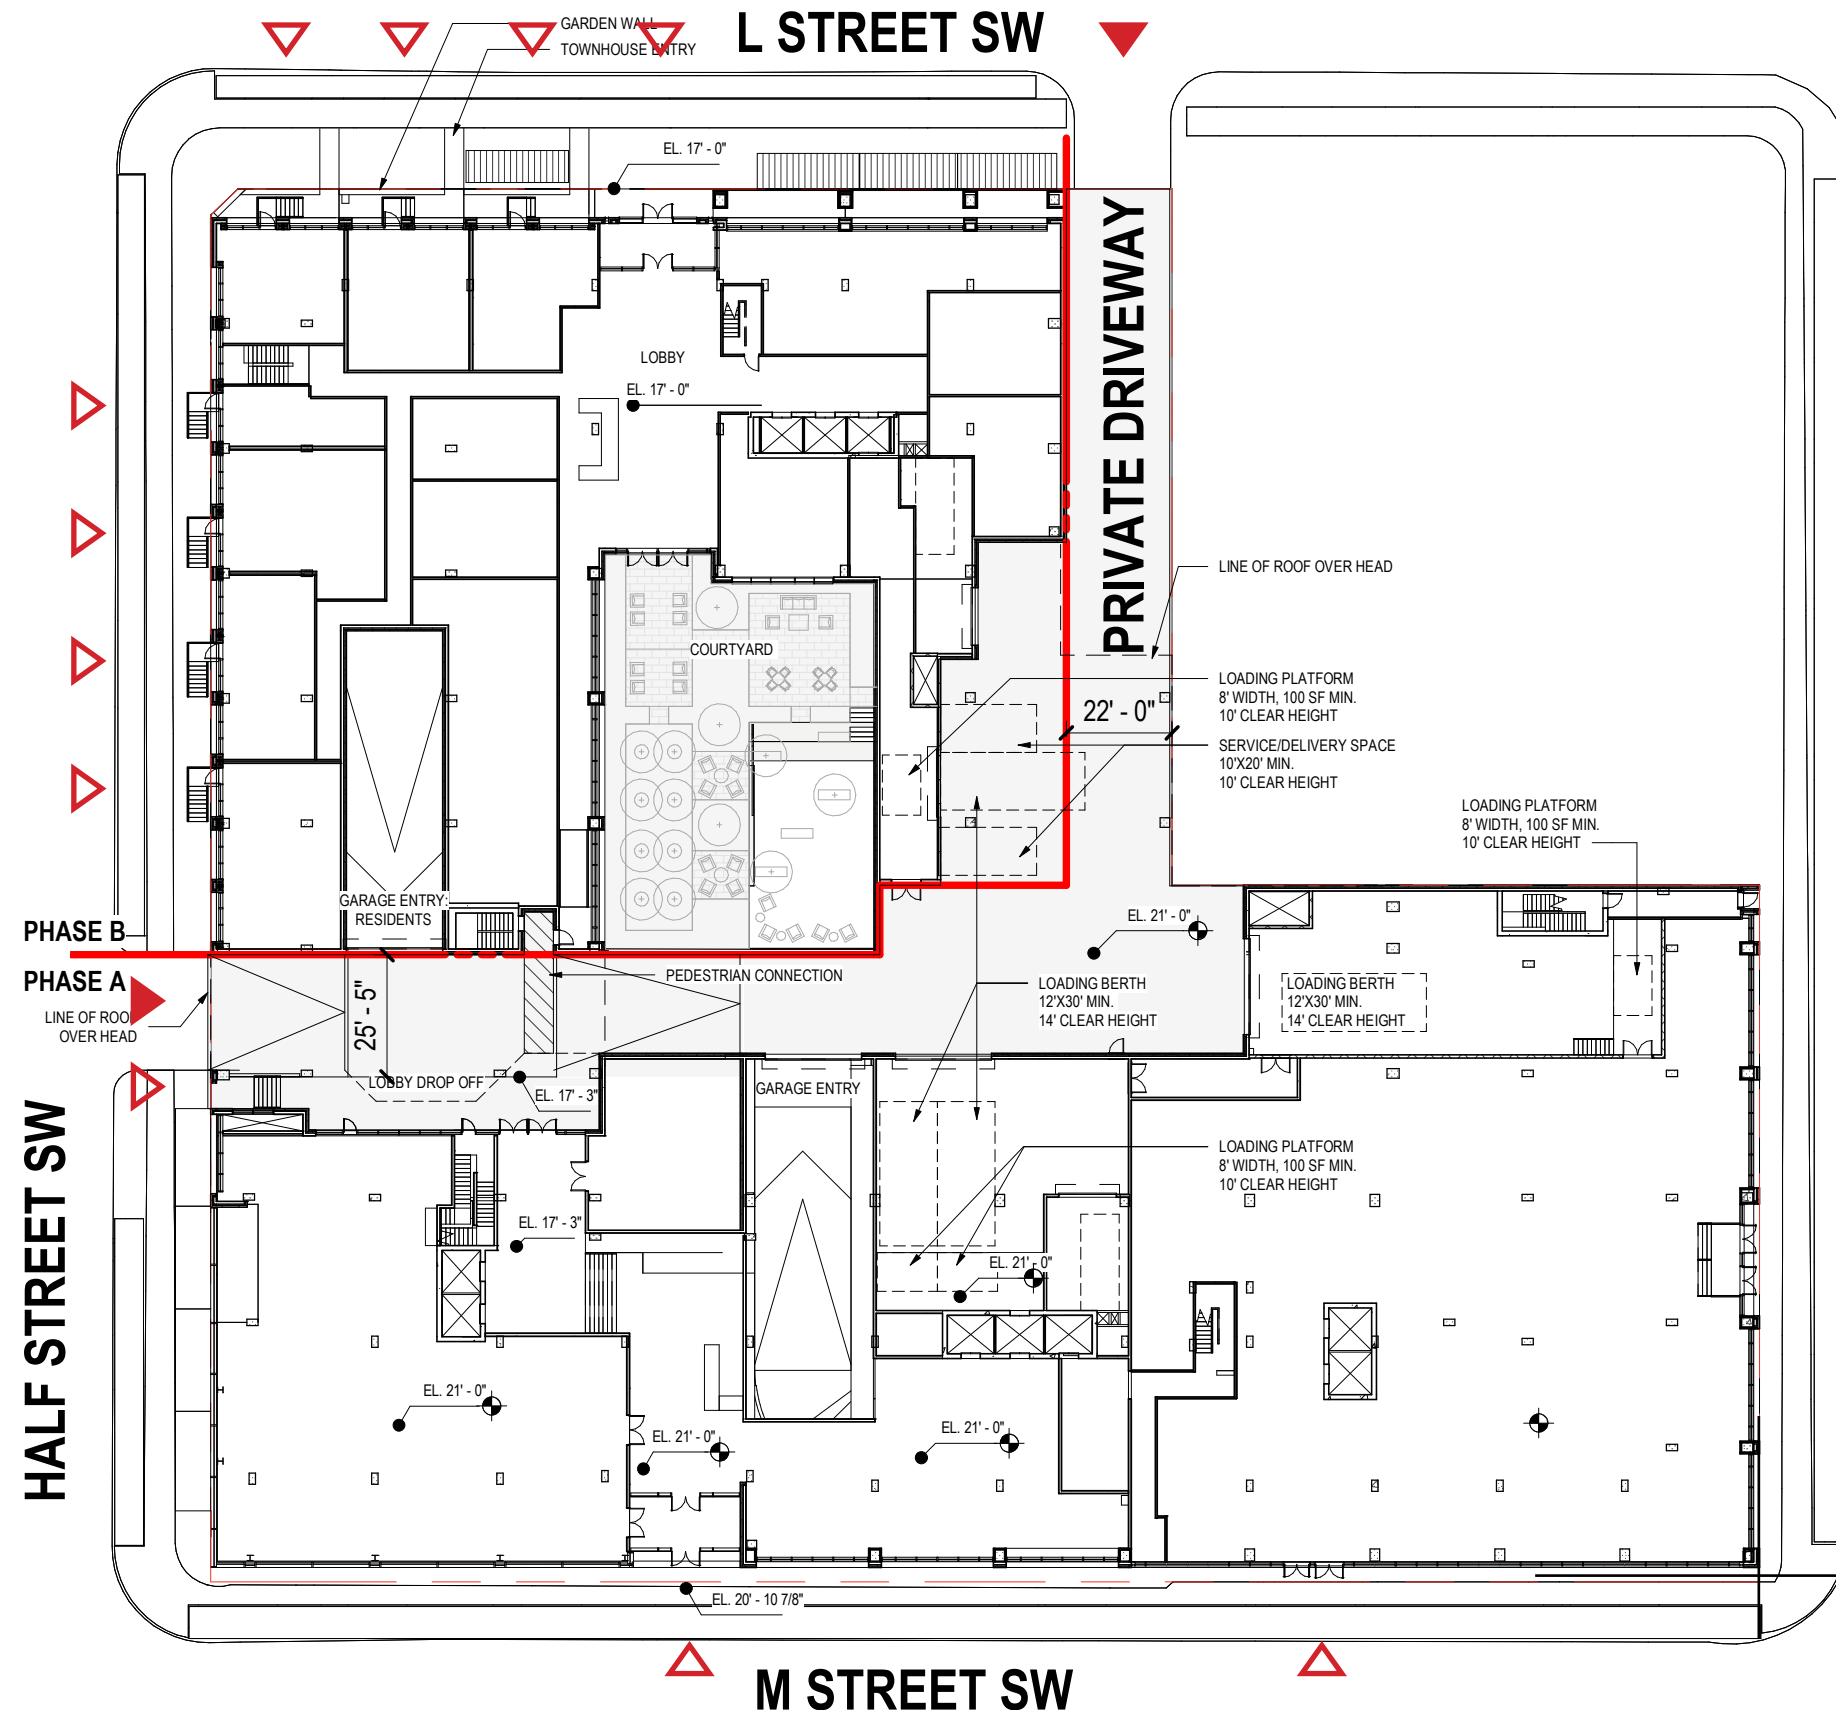 L STREET SW
GARDEN WALL
TOWNHOUSE ENTRY
EL. 17' - 0"
PRIVATE DRIVEWAY
LOBBY
EL. 17' - 0"
LINE OF ROOF OVER HEAD
COURTYARD
LOADING PLATFORM
8' WIDTH, 100 SF MIN.
10' CLEAR HEIGHT
22' - 0"
SERVICE/DELIVERY SPACE
10'X20' MIN.
10' CLEAR HEIGHT
LOADING PLATFORM
8' WIDTH, 100 SF MIN.
10' CLEAR HEIGHT
GARAGE ENTRY:
RESIDENTS
EL. 21' - 0"
PHASE B
PHASE A
PEDESTRIAN CONNECTION
LOADING BERTH
12'X30' MIN.
14' CLEAR HEIGHT
LOADING BERTH
12'X30' MIN.
14' CLEAR HEIGHT
LINE OF ROOF
OVER HEAD
25' - 5"
LOBBY DROP OFF
EL. 17' - 3"
GARAGE ENTRY
LOADING PLATFORM
8' WIDTH, 100 SF MIN.
10' CLEAR HEIGHT
HALF STREET SW
EL. 17' - 3"
EL. 21' - 0"
EL. 21' - 0"
EL. 21' - 0"
EL. 21' - 0"
EL. 20' - 10 7/8"
M STREET SW